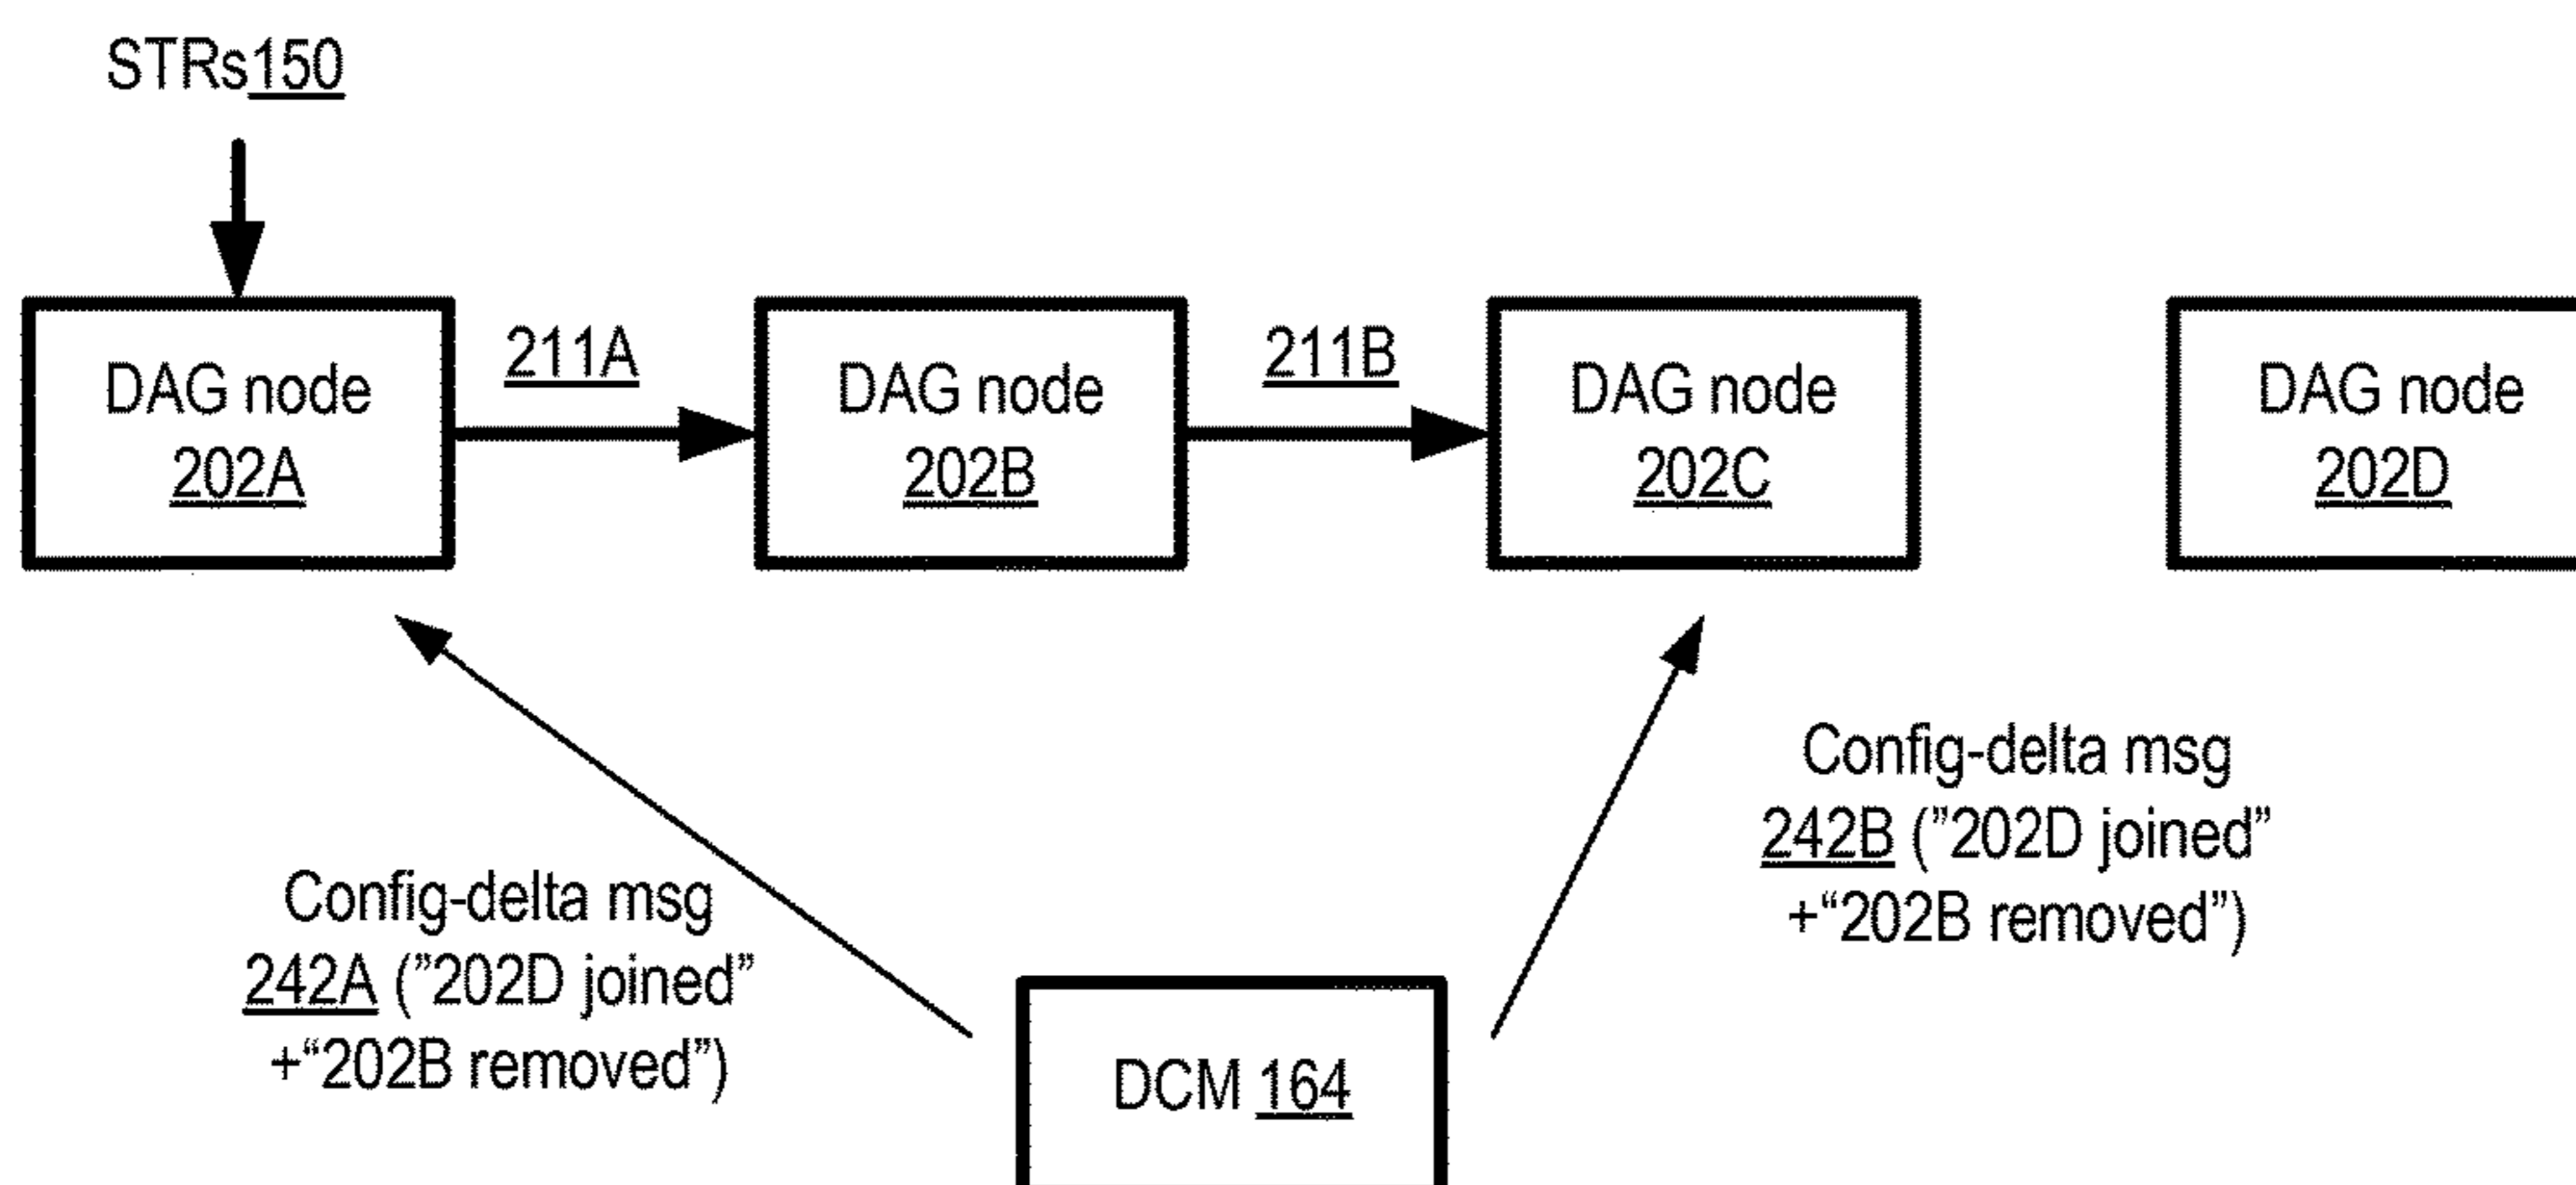 STRs150
211A
211B
DAG node
202A
DAG node
202B
DAG node
202C
DAG node
202D
Config-delta msg
242A (”202D joined”
+“202B removed”)
Config-delta msg
242B (”202D joined”
+“202B removed”)
DCM 164